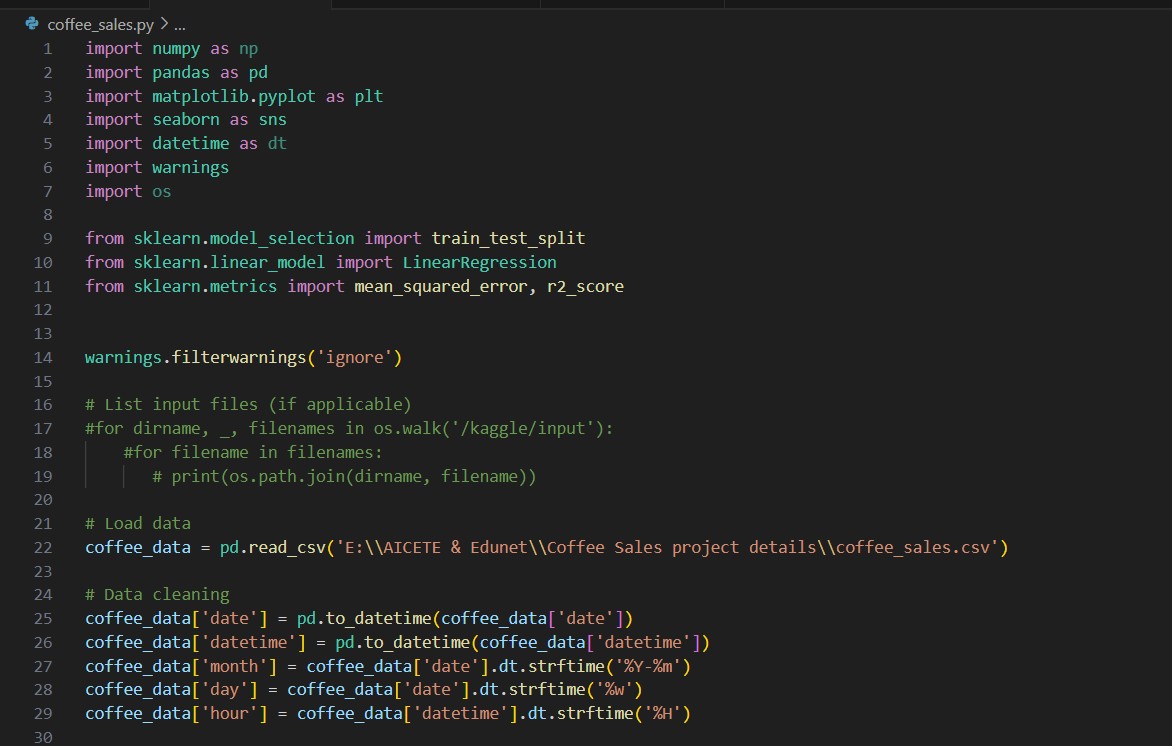 coffee_sales.py > ...
1 import numpy as np
2 import pandas as pd
3 import matplotlib.pyplot as plt
4 import seaborn as sns
5 import datetime as dt
6 import warnings
7 import os
8
9 from sklearn.model_selection import train_test_split
10 from sklearn.linear_model import LinearRegression
11 from sklearn.metrics import mean_squared_error, r2_score
12
13
14 warnings.filterwarnings('ignore')
15
16 # List input files (if applicable)
17 #for dirname, _, filenames in os.walk('/kaggle/input'):
18     #for filename in filenames:
19        # print(os.path.join(dirname, filename))
20
21 # Load data
22 coffee_data = pd.read_csv('E:\\AICETE & Edunet\\Coffee Sales project details\\coffee_sales.csv')
23
24 # Data cleaning
25 coffee_data['date'] = pd.to_datetime(coffee_data['date'])
26 coffee_data['datetime'] = pd.to_datetime(coffee_data['datetime'])
27 coffee_data['month'] = coffee_data['date'].dt.strftime('%Y-%m')
28 coffee_data['day'] = coffee_data['date'].dt.strftime('%w')
29 coffee_data['hour'] = coffee_data['datetime'].dt.strftime('%H')
30